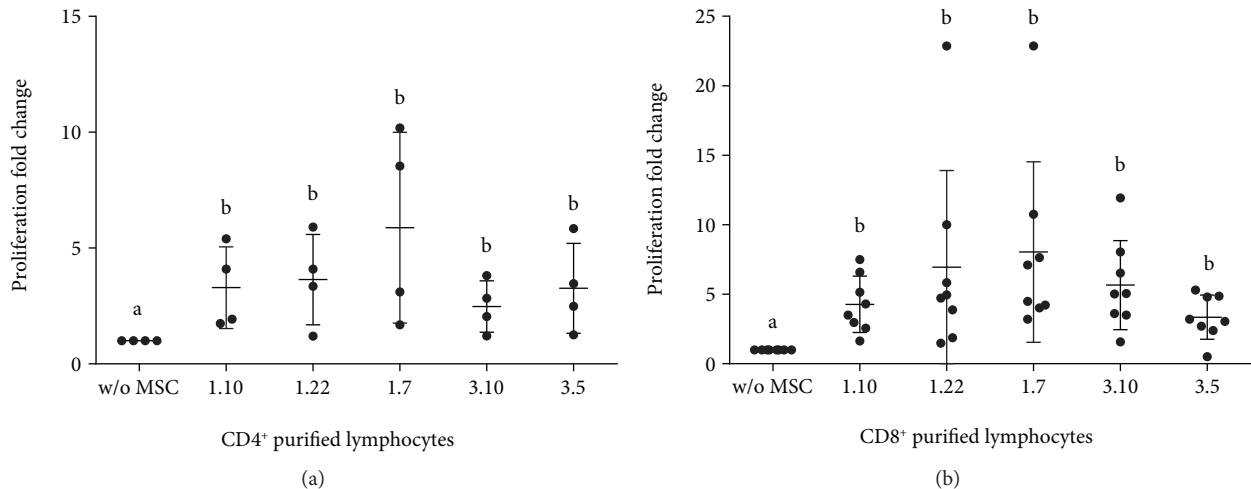 15
10
5
0
Proliferation fold change
a
b
b
b
b
b
w/o MSC 1.10 1.22 1.7 3.10 3.5
CD4⁺ purified lymphocytes
(a)
25
20
15
10
5
0
Proliferation fold change
a
b
b
b
b
b
w/o MSC 1.10 1.22 1.7 3.10 3.5
CD8⁺ purified lymphocytes
(b)